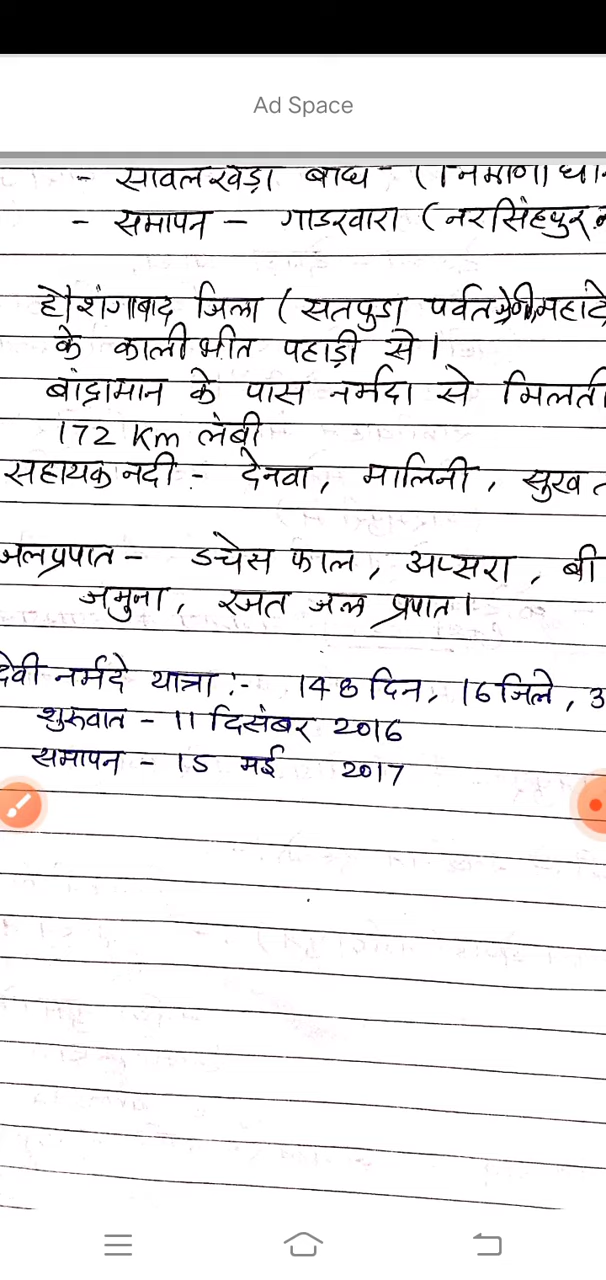 Ad Space
- सावलखेड़ा बाध - (निर्माणाधी
- समापन - गाडरवारा (नरसिंहपुर
होशंगाबाद जिला (सतपुड़ा पर्वत श्रेणी, महादे
के कालीभीत पहाड़ी से।
बांद्रामान के पास नर्मदा से मिलती
172 Km लंबी
सहायक नदी - देनवा, मालिनी, सुख त
जलप्रपात - डचेस फाल, अप्सरा, बी
जमुना, रजत जल प्रपात।
देवी नर्मदे यात्रा :- 148 दिन, 16 जिले, 3
शुरुवात - 11 दिसंबर 2016
समापन - 15 मई 2017